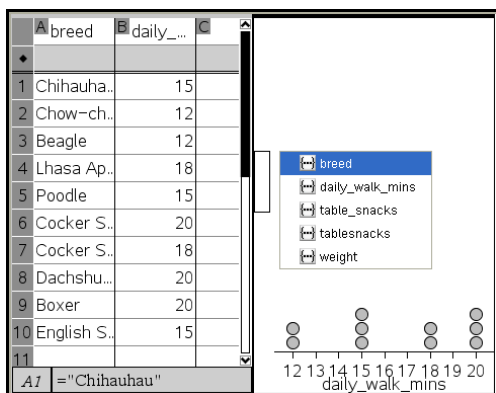 A breed B daily_... C
1 Chihauha.. 15
2 Chow-ch.. 12
3 Beagle 12
4 Lhasa Ap.. 18
5 Poodle 15
6 Cocker S.. 20
7 Cocker S.. 18
8 Dachshu... 20
9 Boxer 20
10 English S.. 15
11
A1 ="Chihauhau"
breed
daily_walk_mins
table_snacks
tablesnacks
weight
12 13 14 15 16 17 18 19 20
daily_walk_mins